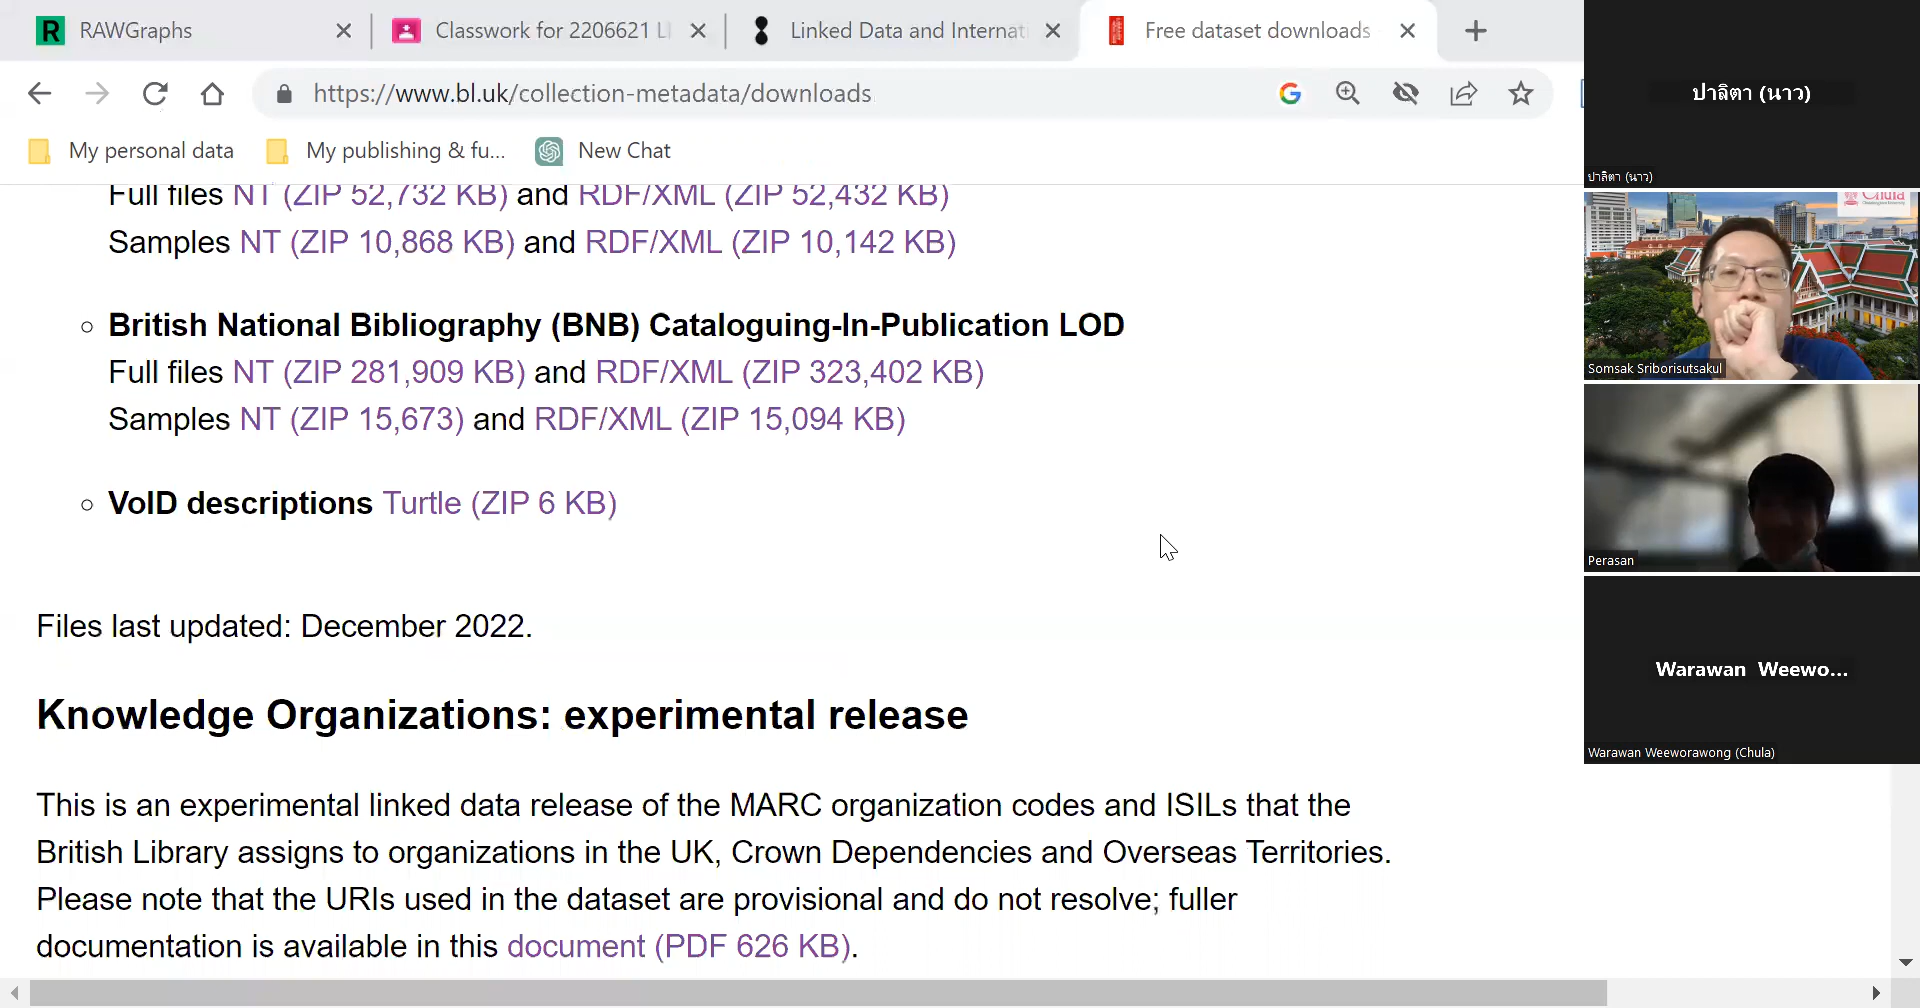 RAWGraphs
Classwork for 2206621 LI
Linked Data and Internati
Free dataset downloads
https://www.bl.uk/collection-metadata/downloads
My personal data
My publishing & fu...
New Chat
Full files NT (ZIP 52,732 KB) and RDF/XML (ZIP 52,432 KB)
Samples NT (ZIP 10,868 KB) and RDF/XML (ZIP 10,142 KB)
British National Bibliography (BNB) Cataloguing-In-Publication LOD
Full files NT (ZIP 281,909 KB) and RDF/XML (ZIP 323,402 KB)
Samples NT (ZIP 15,673) and RDF/XML (ZIP 15,094 KB)
VoID descriptions Turtle (ZIP 6 KB)
Files last updated: December 2022.
Knowledge Organizations: experimental release
This is an experimental linked data release of the MARC organization codes and ISILs that the
British Library assigns to organizations in the UK, Crown Dependencies and Overseas Territories.
Please note that the URIs used in the dataset are provisional and do not resolve; fuller
documentation is available in this document (PDF 626 KB).
ปาลิตา (นาว)
ปาลิตา (นาว)
Chula
Somsak Sriborisutsakul
Perasan
Warawan Weewo...
Warawan Weeworawong (Chula)